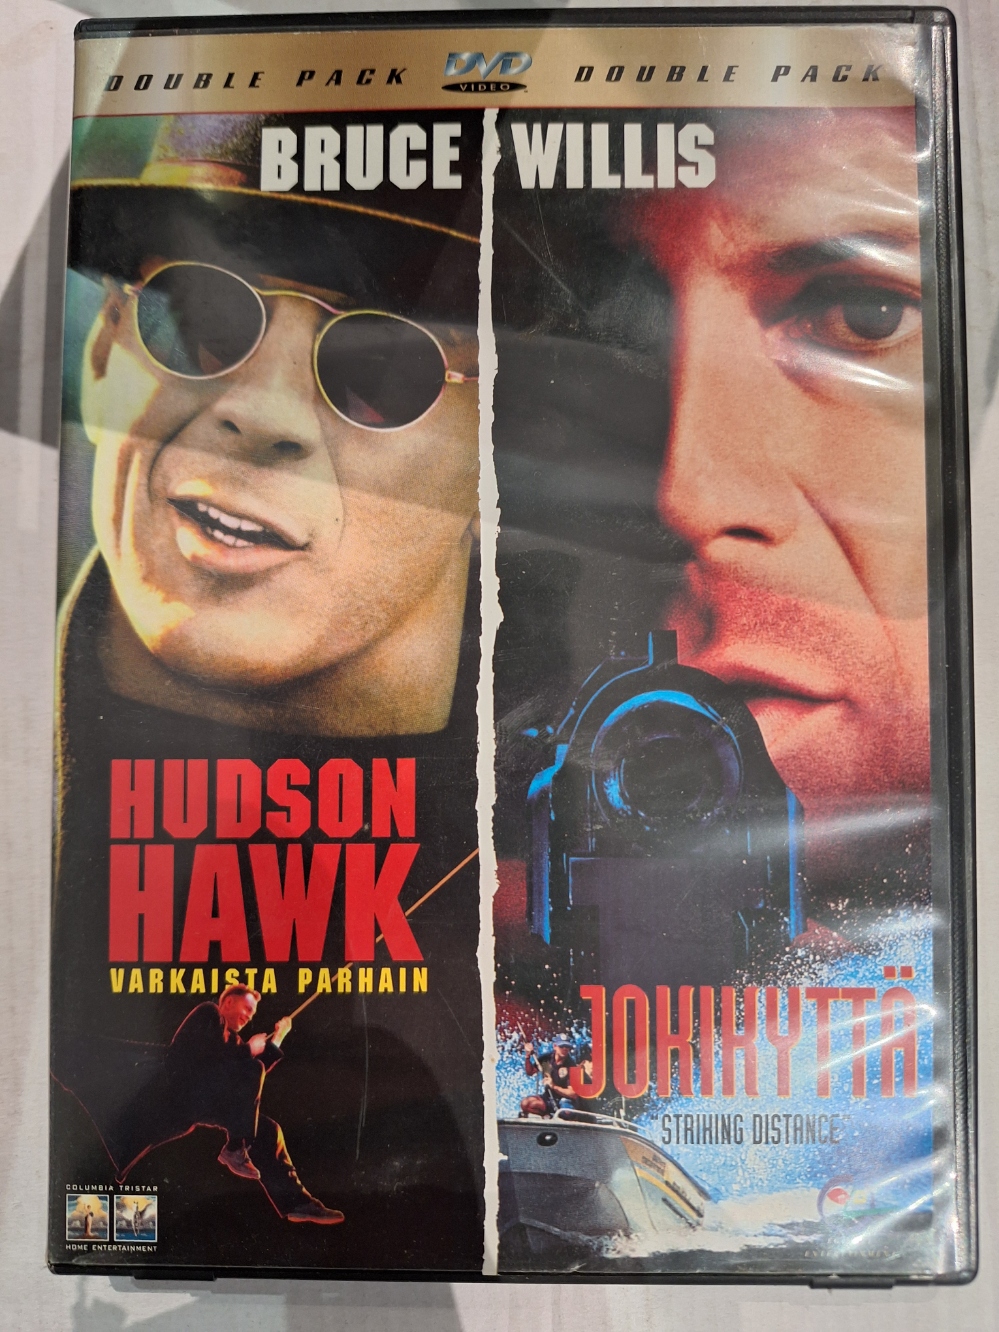 DOUBLE PACK DVD VIDEO DOUBLE PACK
BRUCE WILLIS
HUDSON
HAWK
VARKAISTA PARHAIN
JOKIKYTTÄ
"STRIKING DISTANCE"
COLUMBIA TRISTAR
HOME ENTERTAINMENT
ENTERTAINMENT